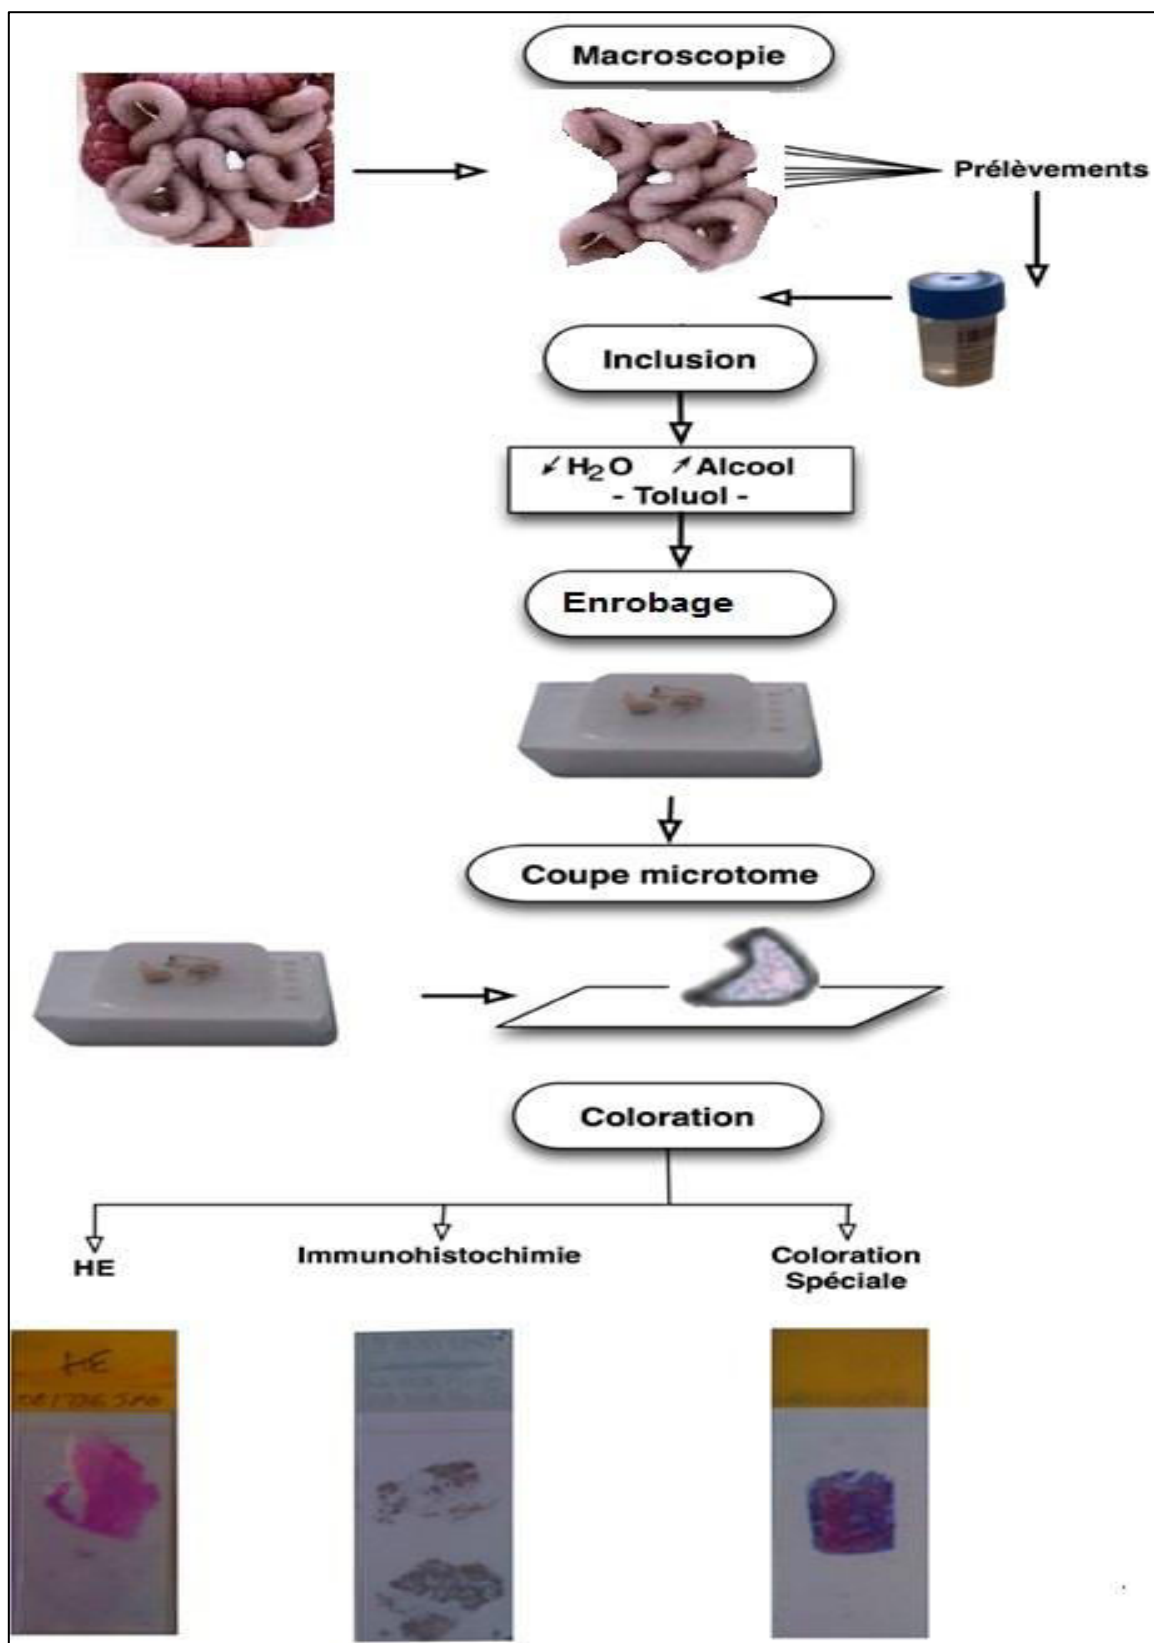 Macroscopie
Prélèvements
Inclusion
↙ H₂O ↗ Alcool
- Toluol -
Enrobage
Coupe microtome
Coloration
HE
Immunohistochimie
Coloration
Spéciale
HE